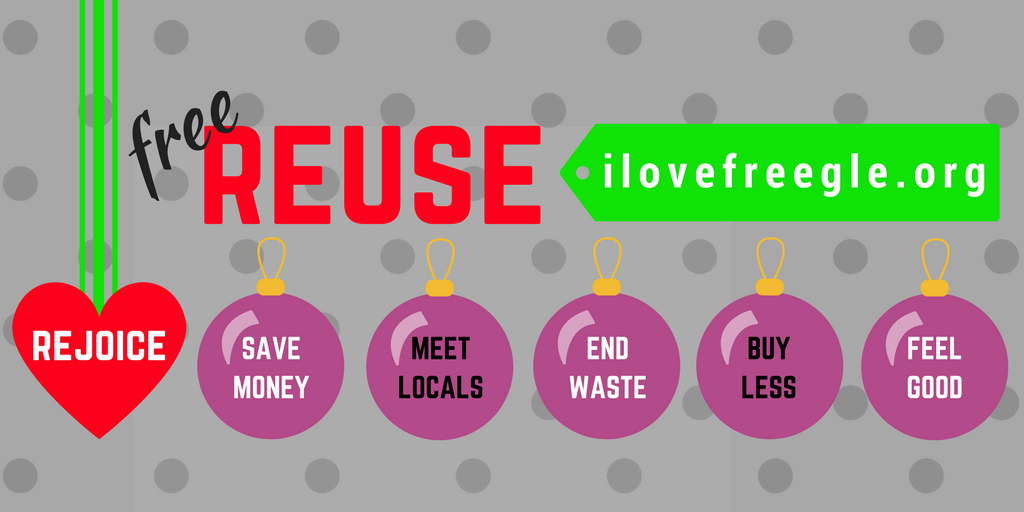 free
REUSE
ilovefreegle.org
REJOICE
SAVE
MONEY
MEET
LOCALS
END
WASTE
BUY
LESS
FEEL
GOOD